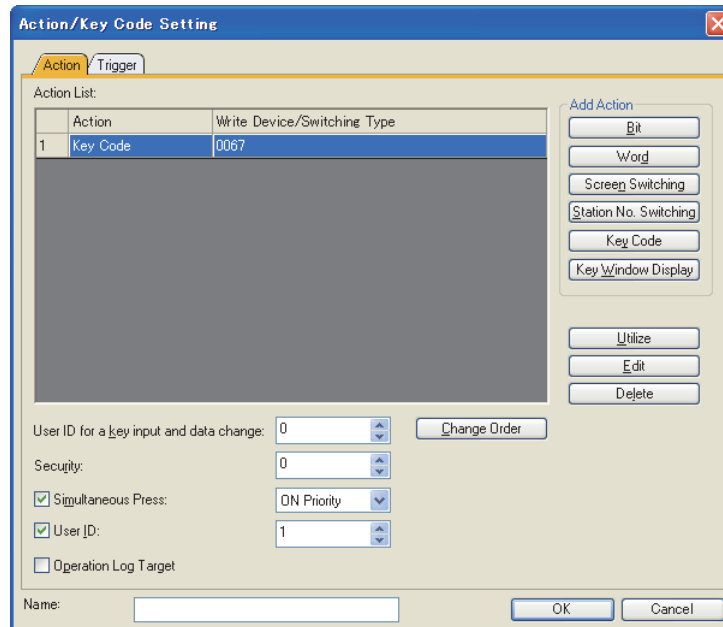 Action/Key Code Setting
Action Trigger
Action List:
Action Write Device/Switching Type
1 Key Code 0067
Add Action
Bit
Word
Screen Switching
Station No. Switching
Key Code
Key Window Display
Utilize
Edit
Delete
User ID for a key input and data change: 0 Change Order
Security: 0
Simultaneous Press: ON Priority
User ID: 1
Operation Log Target
Name: OK Cancel